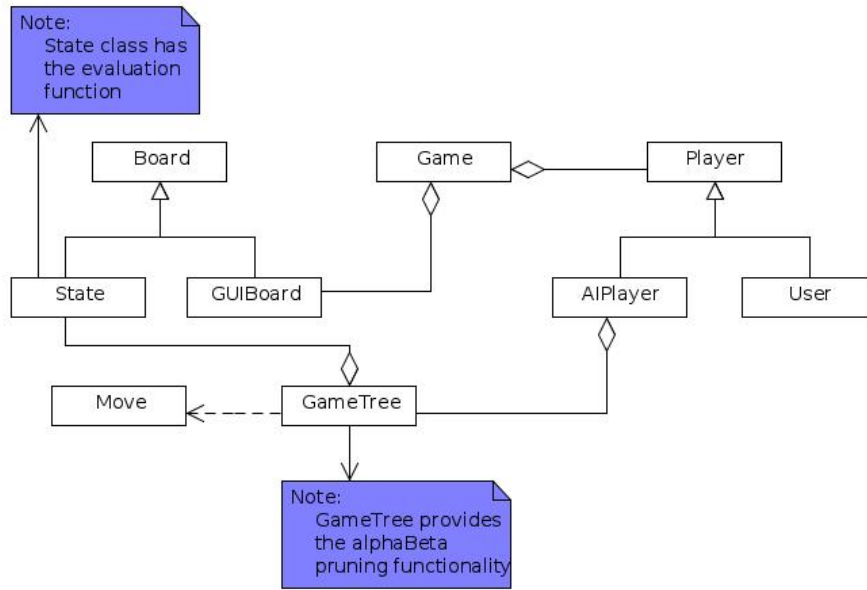 Note:
State class has
the evaluation
function
Board
Game
Player
State
GUIBoard
AIPlayer
User
Move
GameTree
Note:
GameTree provides
the alphaBeta
pruning functionality